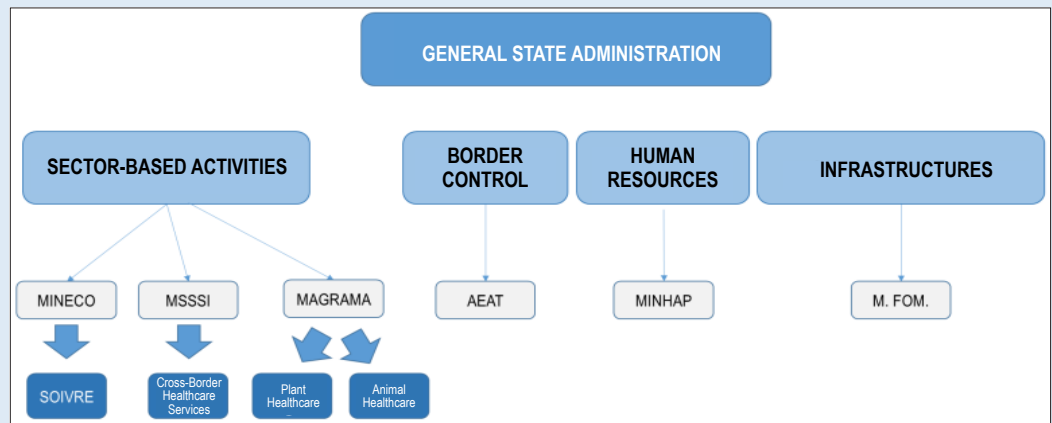 GENERAL STATE ADMINISTRATION
SECTOR-BASED ACTIVITIES
BORDER
CONTROL
HUMAN
RESOURCES
INFRASTRUCTURES
MINECO
MSSSI
MAGRAMA
AEAT
MINHAP
M. FOM.
SOIVRE
Cross-Border
Healthcare
Services
Plant
Healthcare
Animal
Healthcare